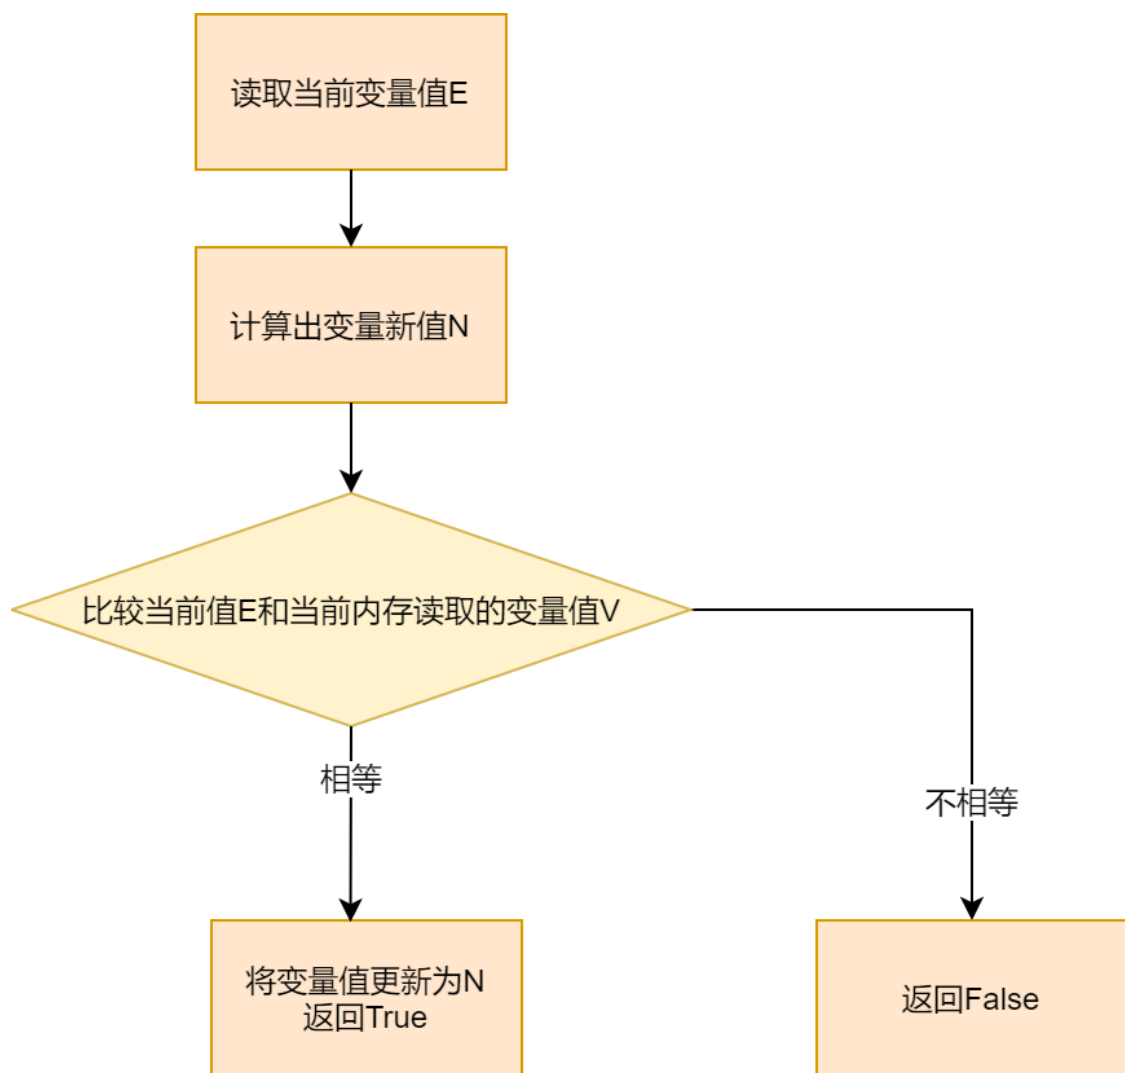 读取当前变量值E
计算出变量新值N
比较当前值E和当前内存读取的变量值V
相等
不相等
将变量值更新为N
返回True
返回False